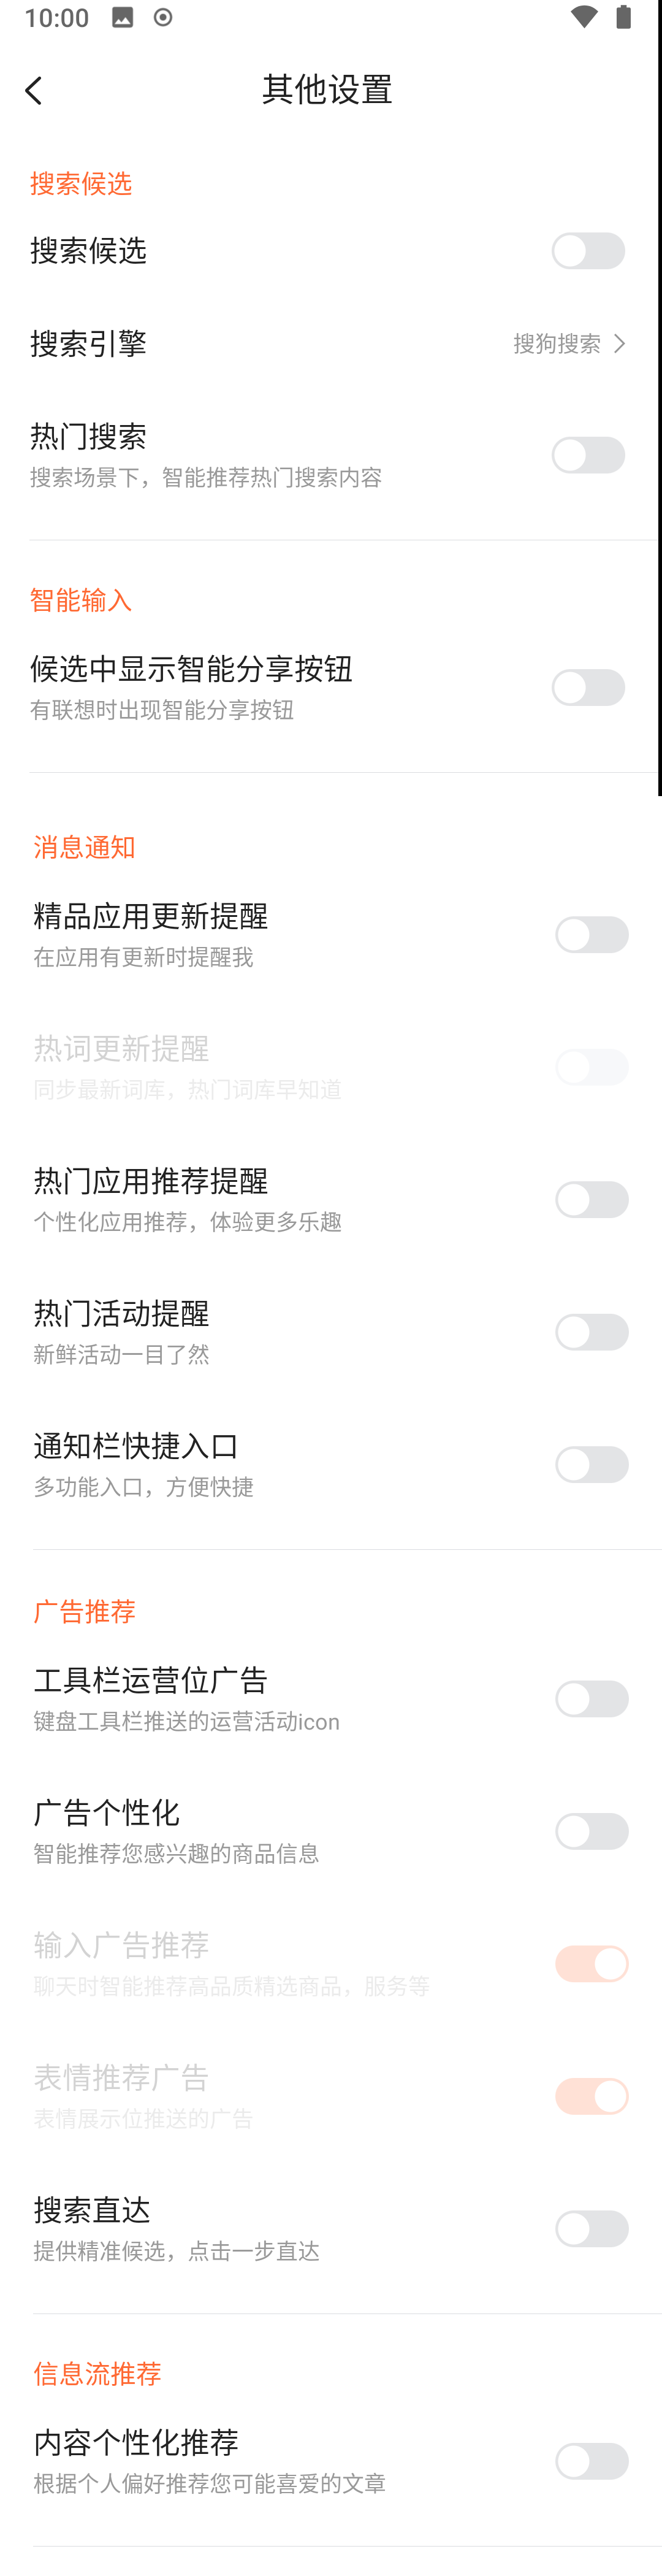 10:00
其他设置
搜索候选
搜索候选
搜索引擎
搜狗搜索
热门搜索
搜索场景下，智能推荐热门搜索内容
智能输入
候选中显示智能分享按钮
有联想时出现智能分享按钮
消息通知
精品应用更新提醒
在应用有更新时提醒我
热词更新提醒
同步最新词库，热门词库早知道
热门应用推荐提醒
个性化应用推荐，体验更多乐趣
热门活动提醒
新鲜活动一目了然
通知栏快捷入口
多功能入口，方便快捷
广告推荐
工具栏运营位广告
键盘工具栏推送的运营活动icon
广告个性化
智能推荐您感兴趣的商品信息
输入广告推荐
聊天时智能推荐高品质精选商品，服务等
表情推荐广告
表情展示位推送的广告
搜索直达
提供精准候选，点击一步直达
信息流推荐
内容个性化推荐
根据个人偏好推荐您可能喜爱的文章